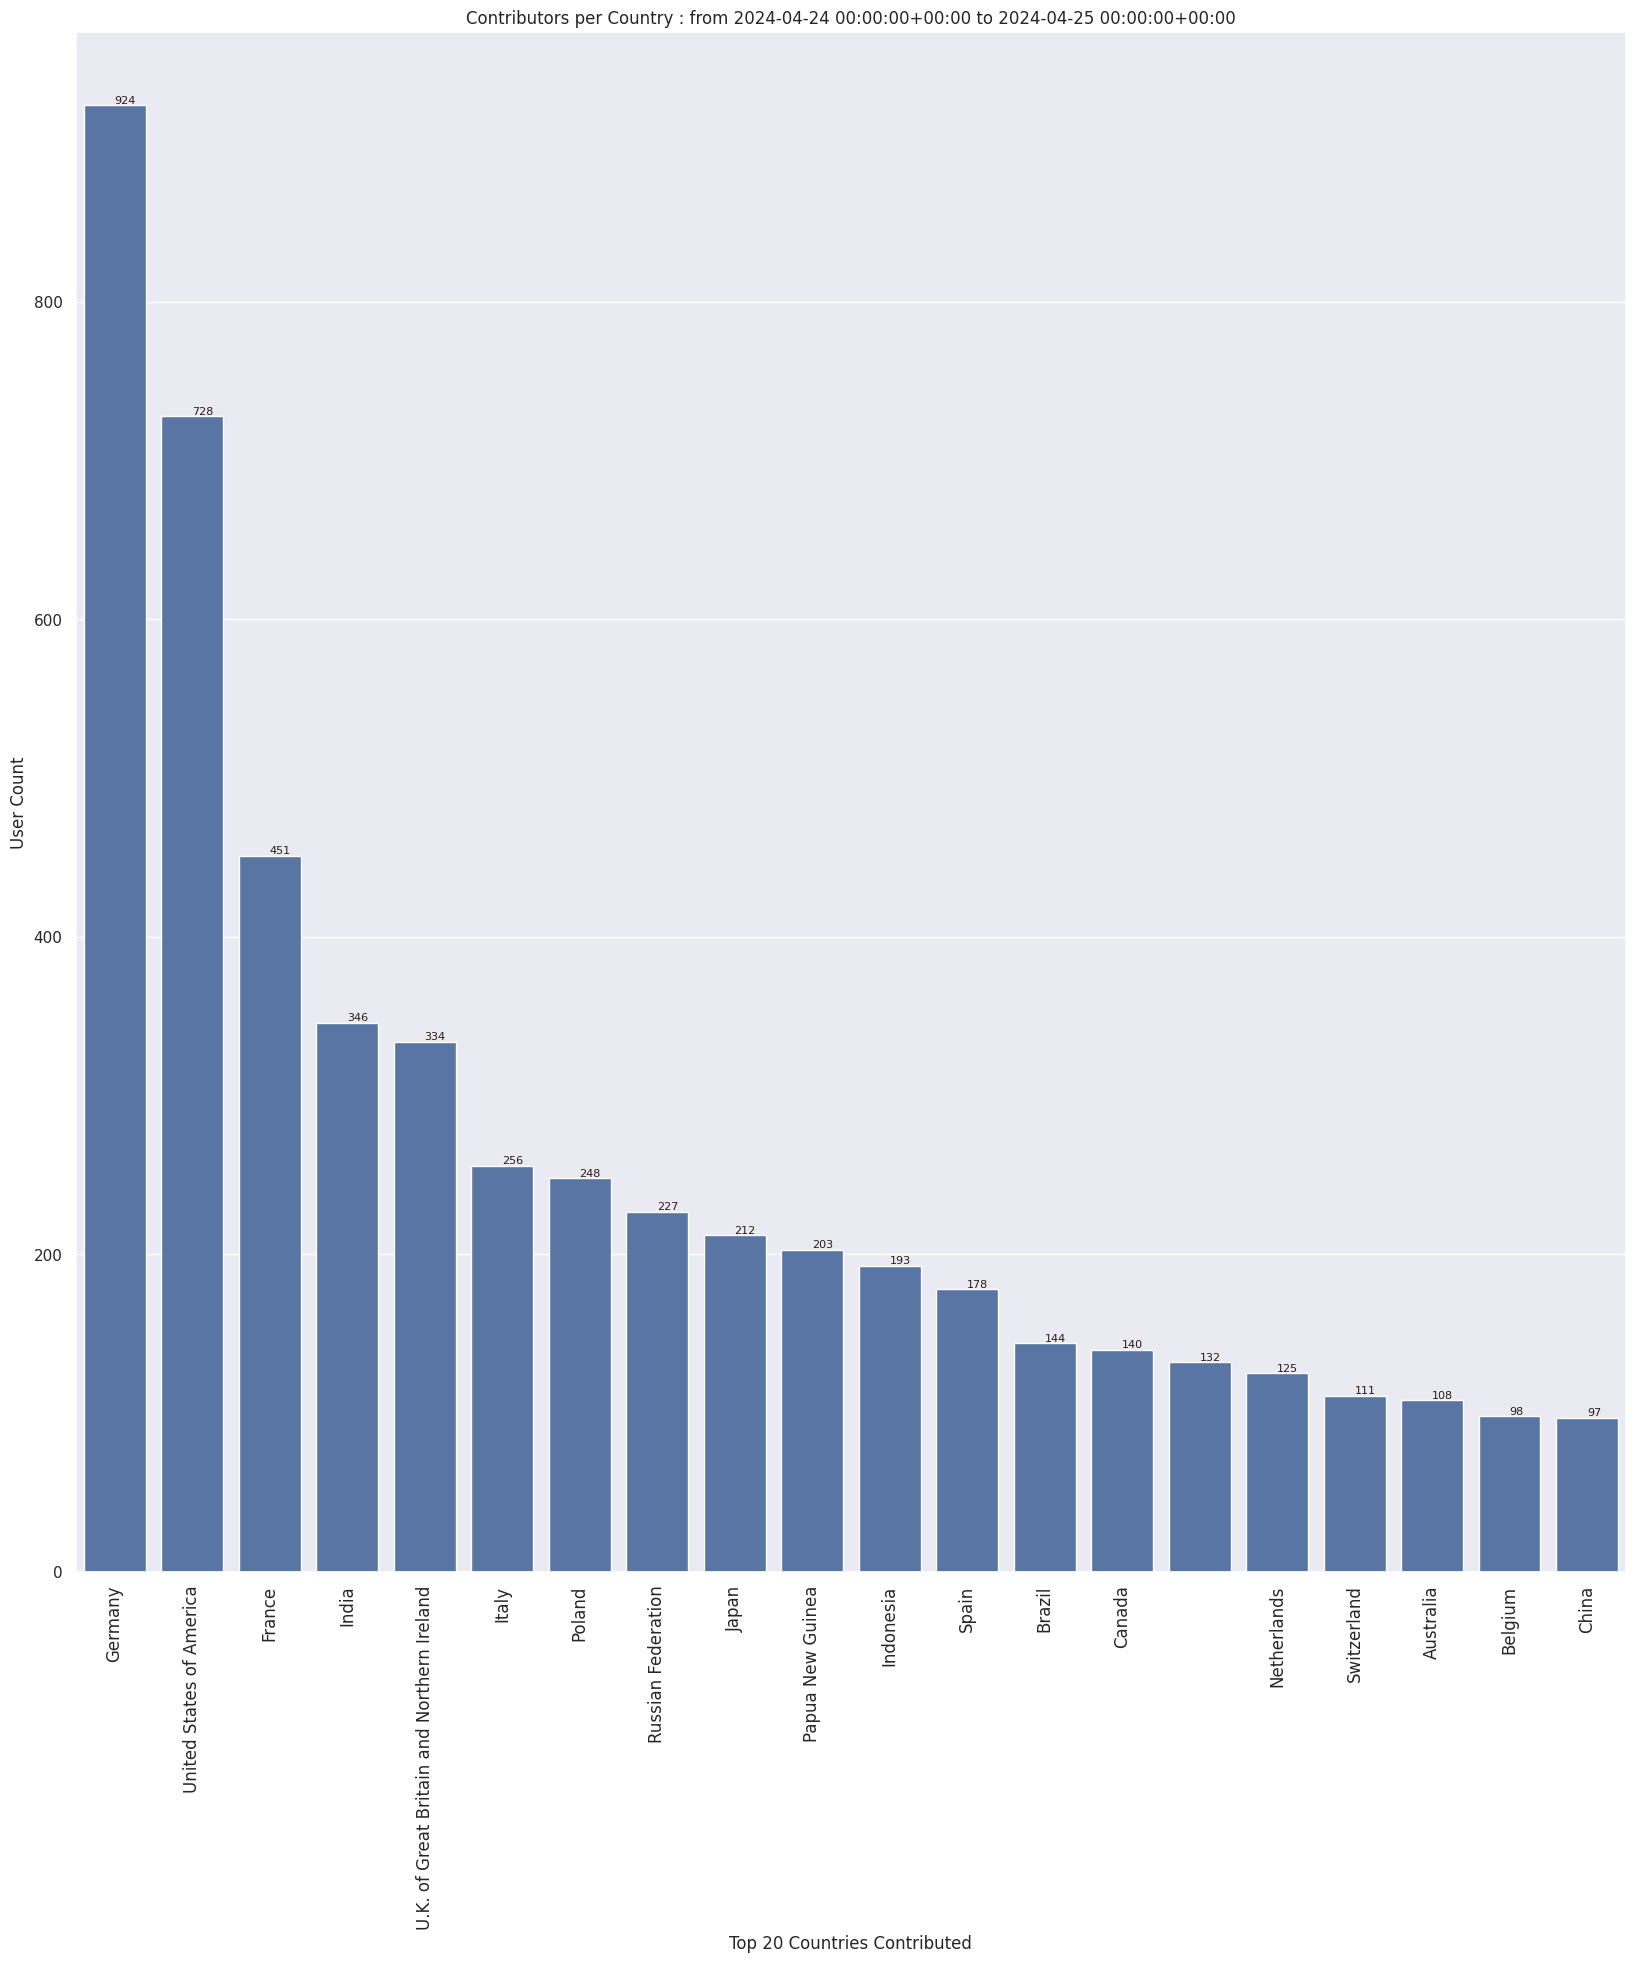 Contributors per Country : from 2024-04-24 00:00:00+00:00 to 2024-04-25 00:00:00+00:00
User Count
800
600
400
200
0
924
728
451
346
334
256
248
227
212
203
193
178
144
140
132
125
111
108
98
97
Germany
United States of America
France
India
U.K. of Great Britain and Northern Ireland
Italy
Poland
Russian Federation
Japan
Papua New Guinea
Indonesia
Spain
Brazil
Canada
Netherlands
Switzerland
Australia
Belgium
China
Top 20 Countries Contributed